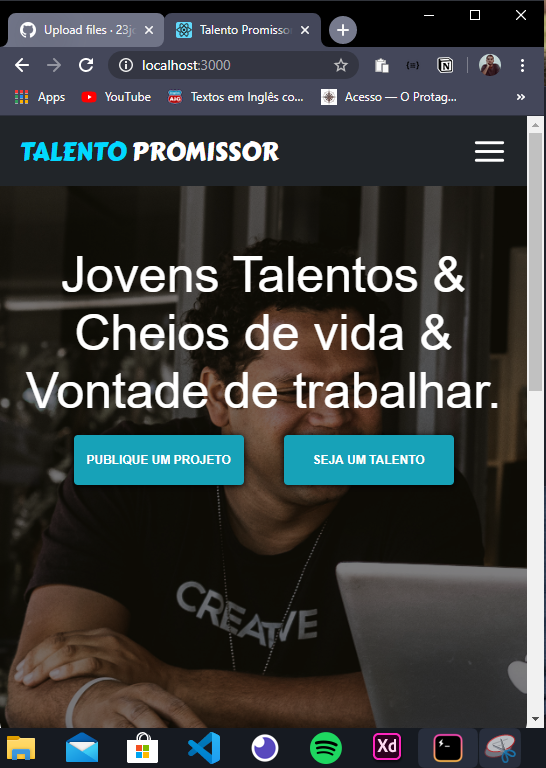 Upload files · 23j
Talento Promisso
localhost:3000
Apps
YouTube
Textos em Inglês co...
Acesso — O Protag...
»
TALENTO PROMISSOR
Jovens Talentos &
Cheios de vida &
Vontade de trabalhar.
PUBLIQUE UM PROJETO
SEJA UM TALENTO
CREATIVE
Xd